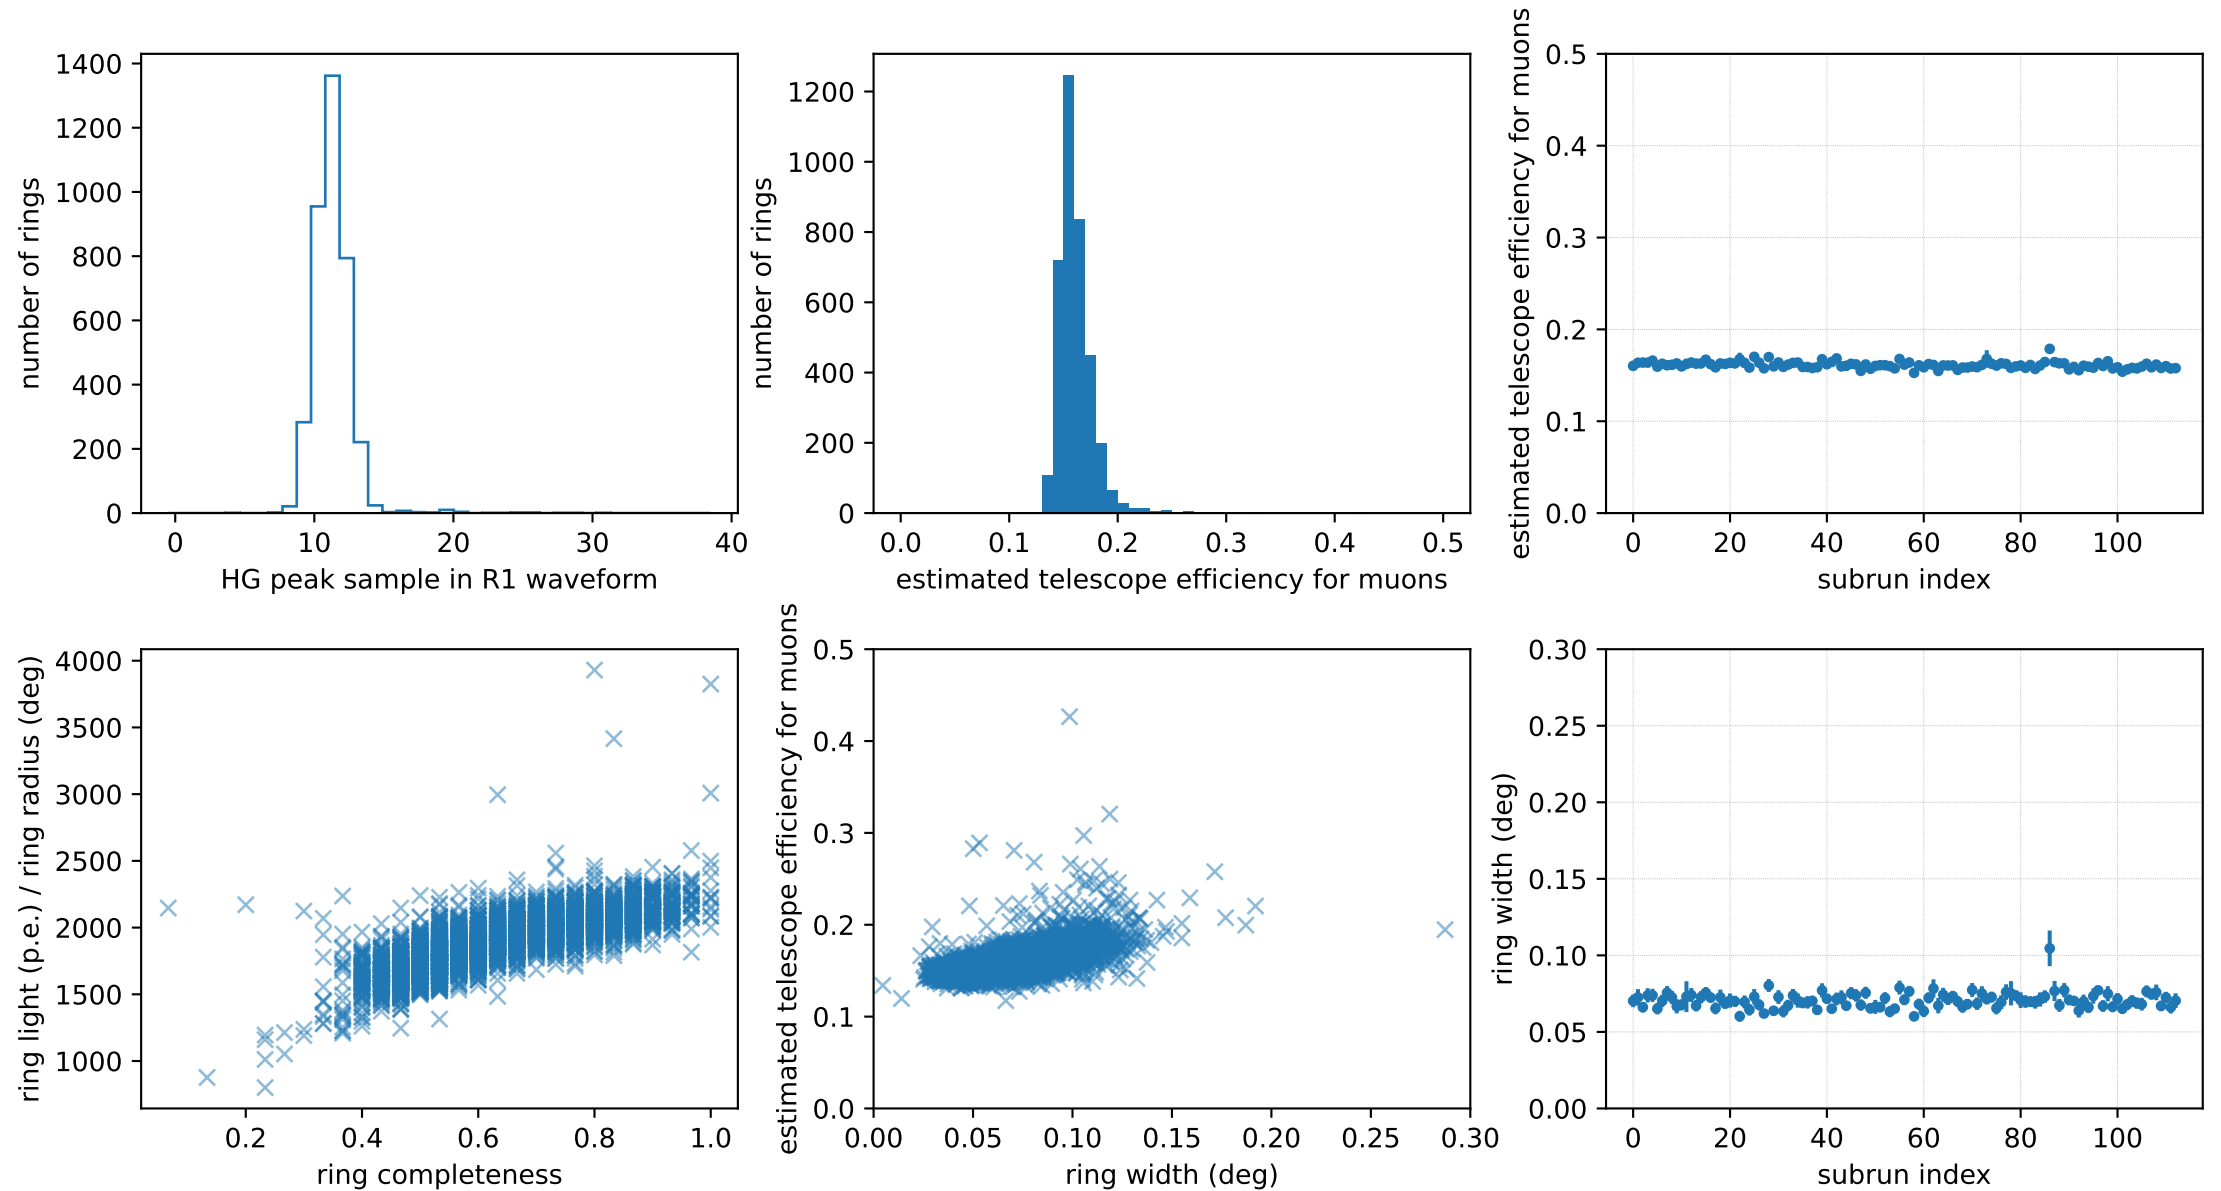 number of rings
1400
1200
1000
800
600
400
200
0
0 10 20 30 40
HG peak sample in R1 waveform
number of rings
1200
1000
800
600
400
200
0
0.0 0.1 0.2 0.3 0.4 0.5
estimated telescope efficiency for muons
estimated telescope efficiency for muons
0.5
0.4
0.3
0.2
0.1
0.0
0 20 40 60 80 100
subrun index
ring light (p.e.) / ring radius (deg)
4000
3500
3000
2500
2000
1500
1000
0.2 0.4 0.6 0.8 1.0
ring completeness
estimated telescope efficiency for muons
0.5
0.4
0.3
0.2
0.1
0.0
0.00 0.05 0.10 0.15 0.20 0.25 0.30
ring width (deg)
ring width (deg)
0.30
0.25
0.20
0.15
0.10
0.05
0.00
0 20 40 60 80 100
subrun index